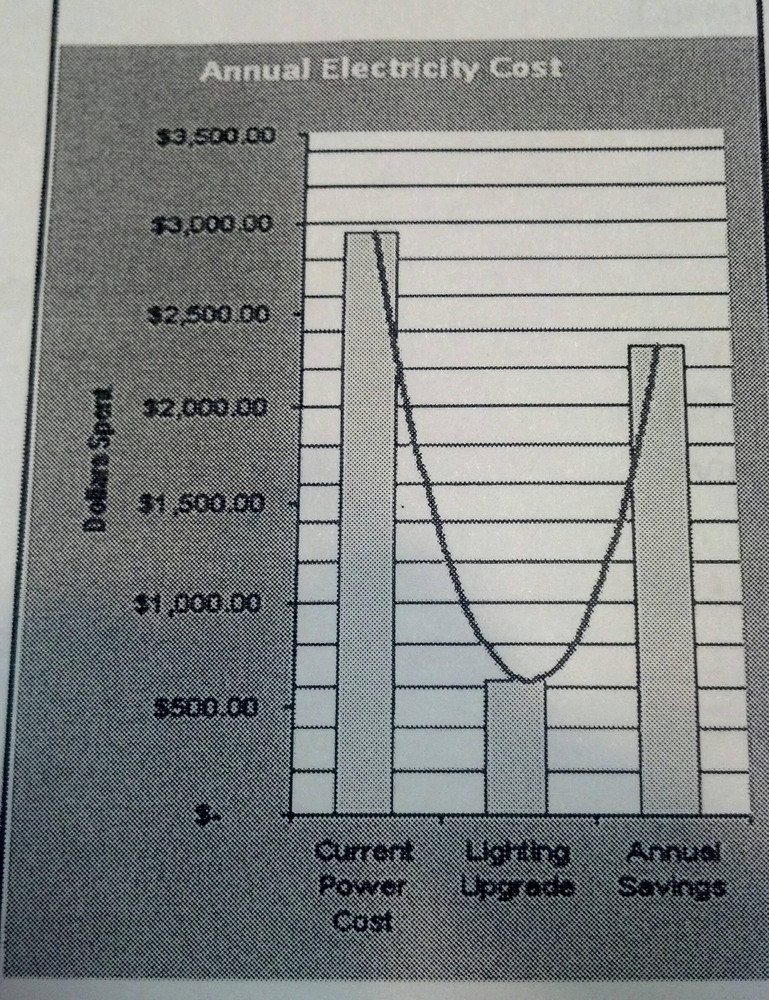 Annual Electricity Cost
$3,500.00
$3,000.00
$2,500.00
$2,000.00
$1,500.00
$1,000.00
$500.00
$-
Dollars Spent
Current
Power
Cost
Lighting
Upgrade
Annual
Savings